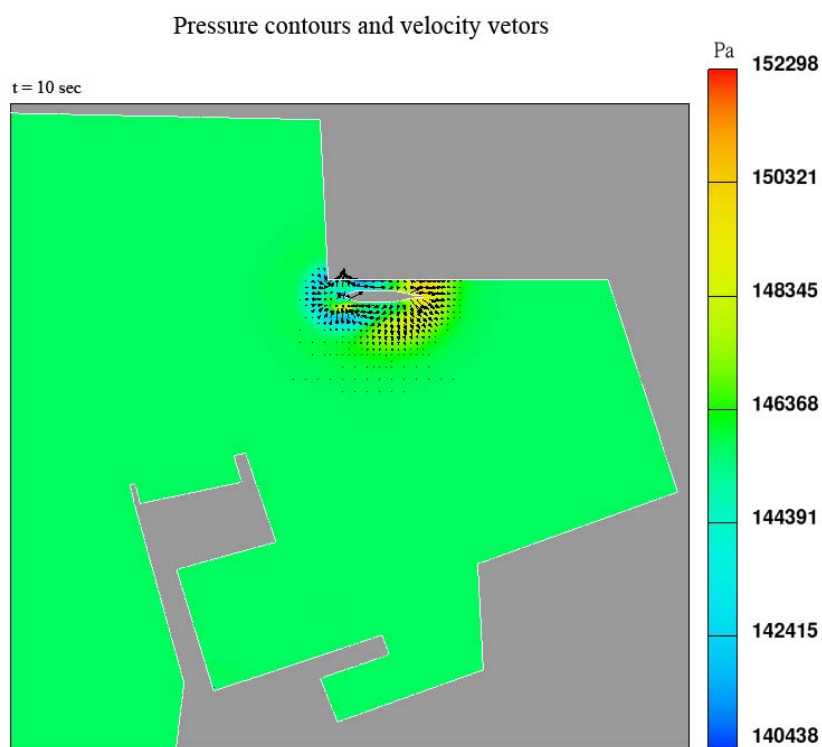 Pressure contours and velocity vetors
Pa
t = 10 sec
152298
150321
148345
146368
144391
142415
140438